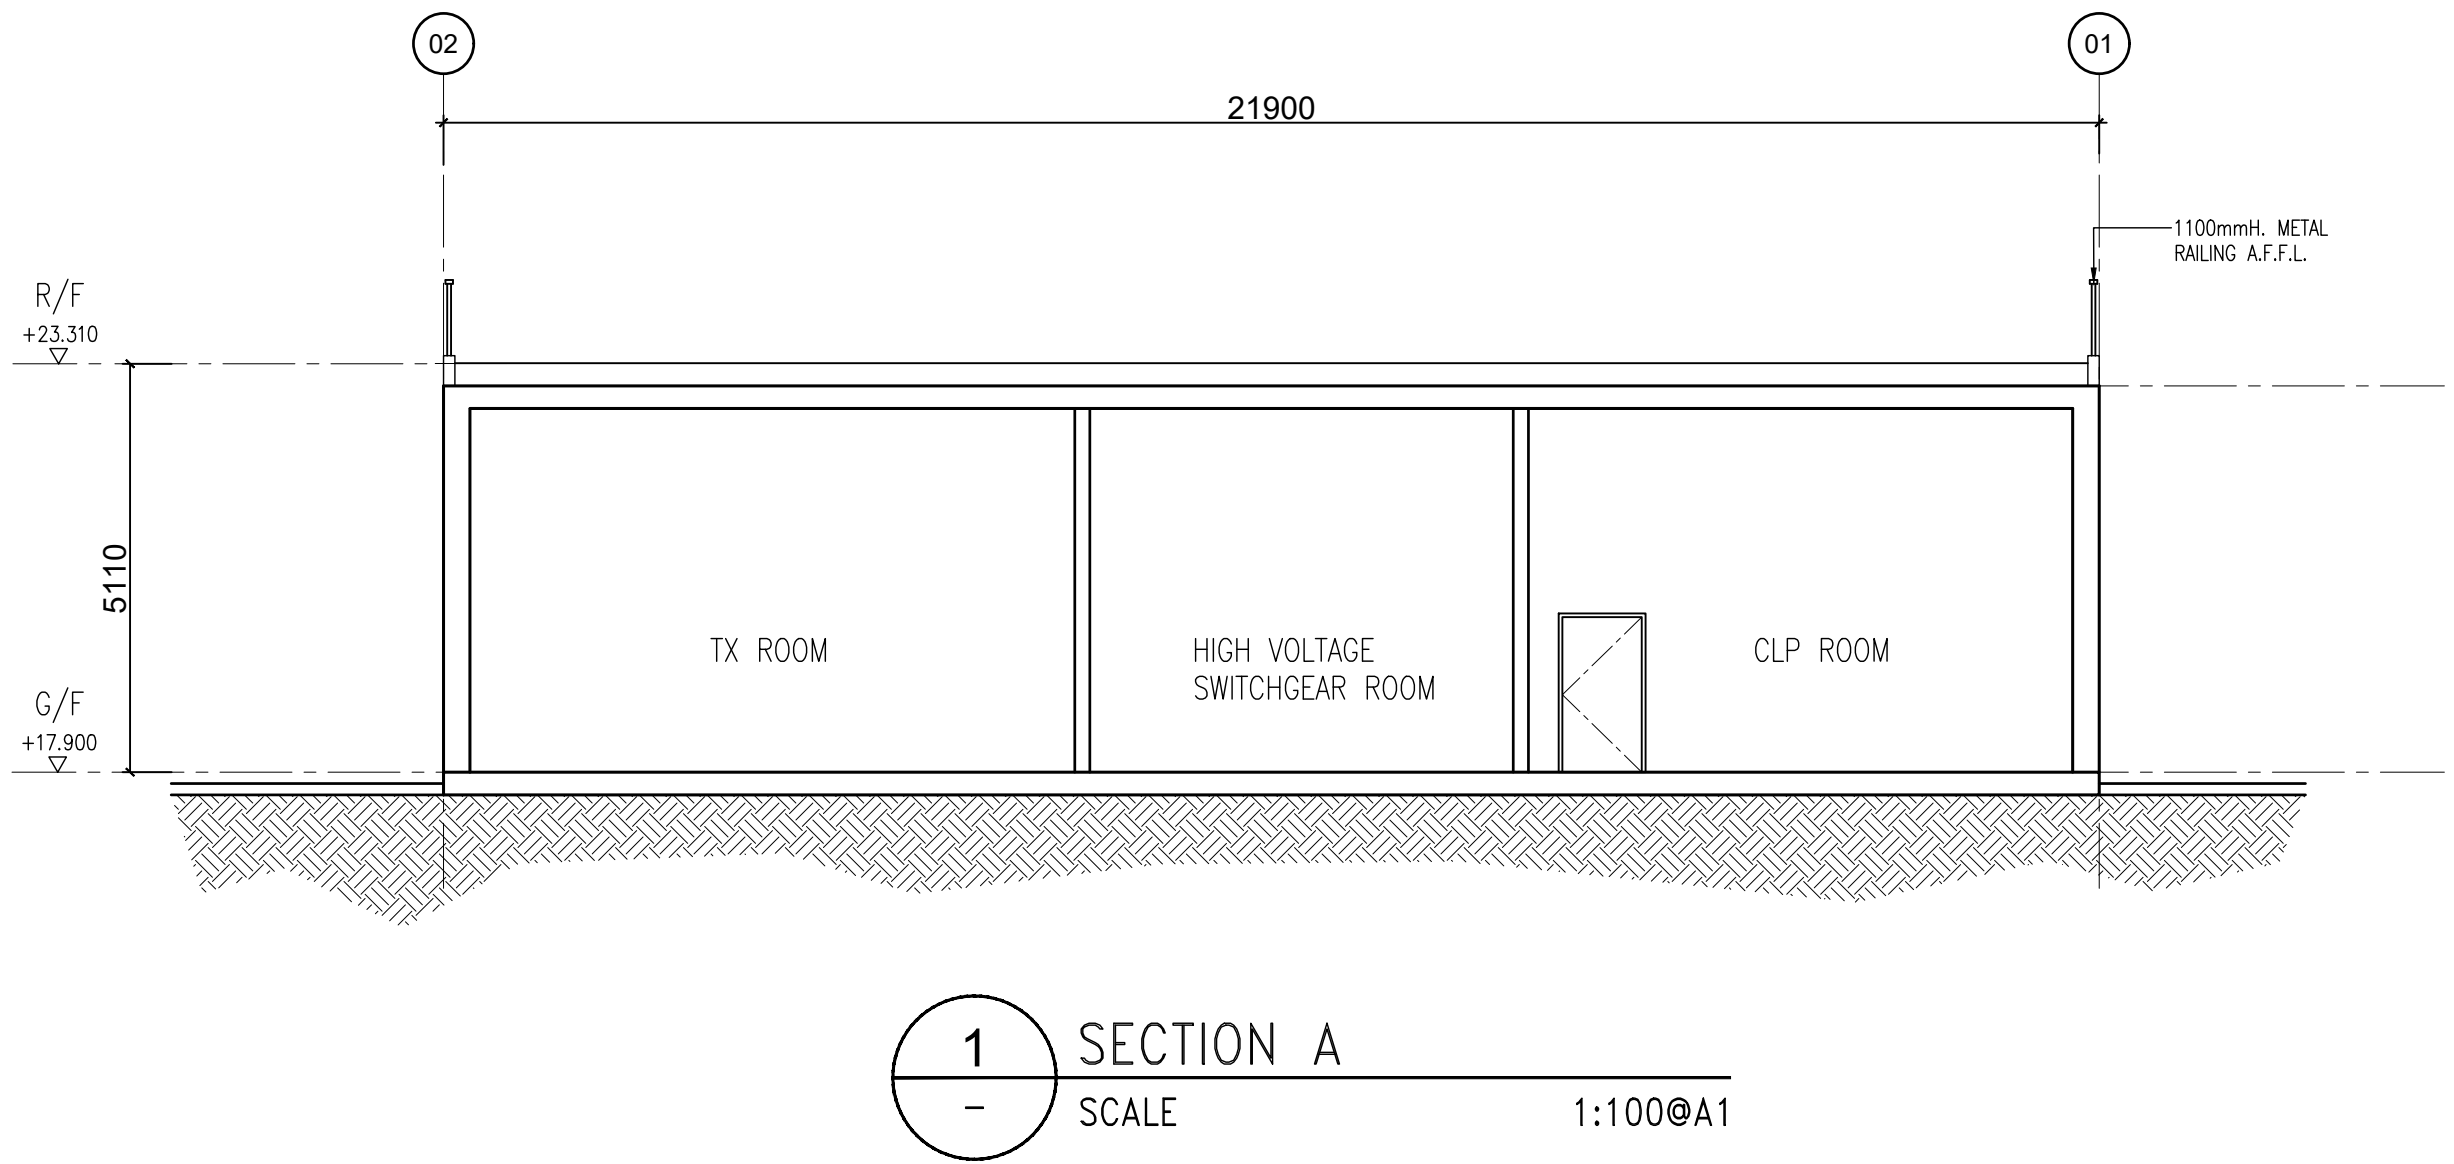 02
01
21900
1100mmH. METAL
RAILING A.F.F.L.
R/F
+23.310
5110
TX ROOM
HIGH VOLTAGE
SWITCHGEAR ROOM
CLP ROOM
G/F
+17.900
1
SECTION A
-
SCALE 1:100@A1